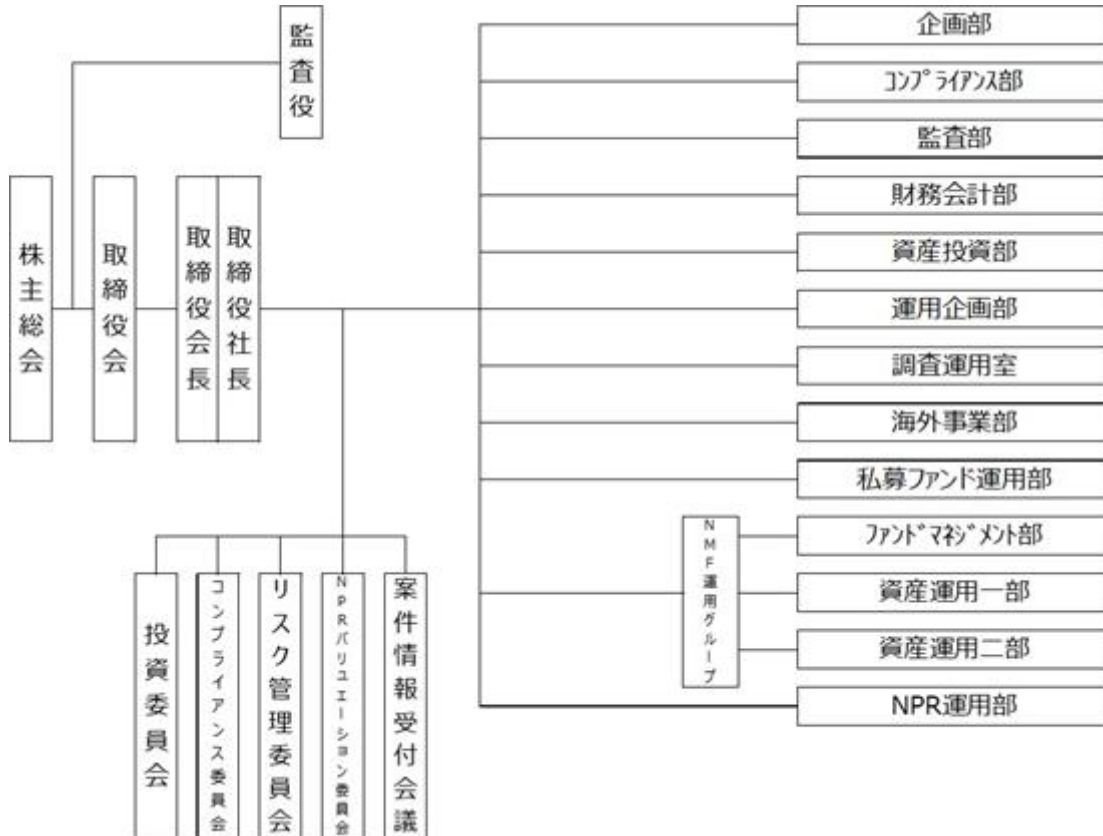 監査役
株主総会
取締役会
取締役会長
取締役社長
投資委員会
コンプライアンス委員会
リスク管理委員会
NPRバリュエーション委員会
案件情報受付会議
企画部
ｺﾝﾌﾟﾗｲｱﾝｽ部
監査部
財務会計部
資産投資部
運用企画部
調査運用室
海外事業部
私募ファンド運用部
NMF運用グループ
ﾌｧﾝﾄﾞﾏﾈｼﾞﾒﾝﾄ部
資産運用一部
資産運用二部
NPR運用部